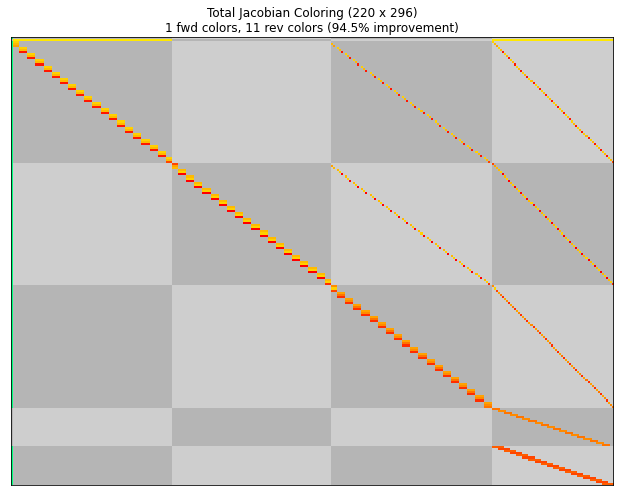 Total Jacobian Coloring (220 x 296)
1 fwd colors, 11 rev colors (94.5% improvement)